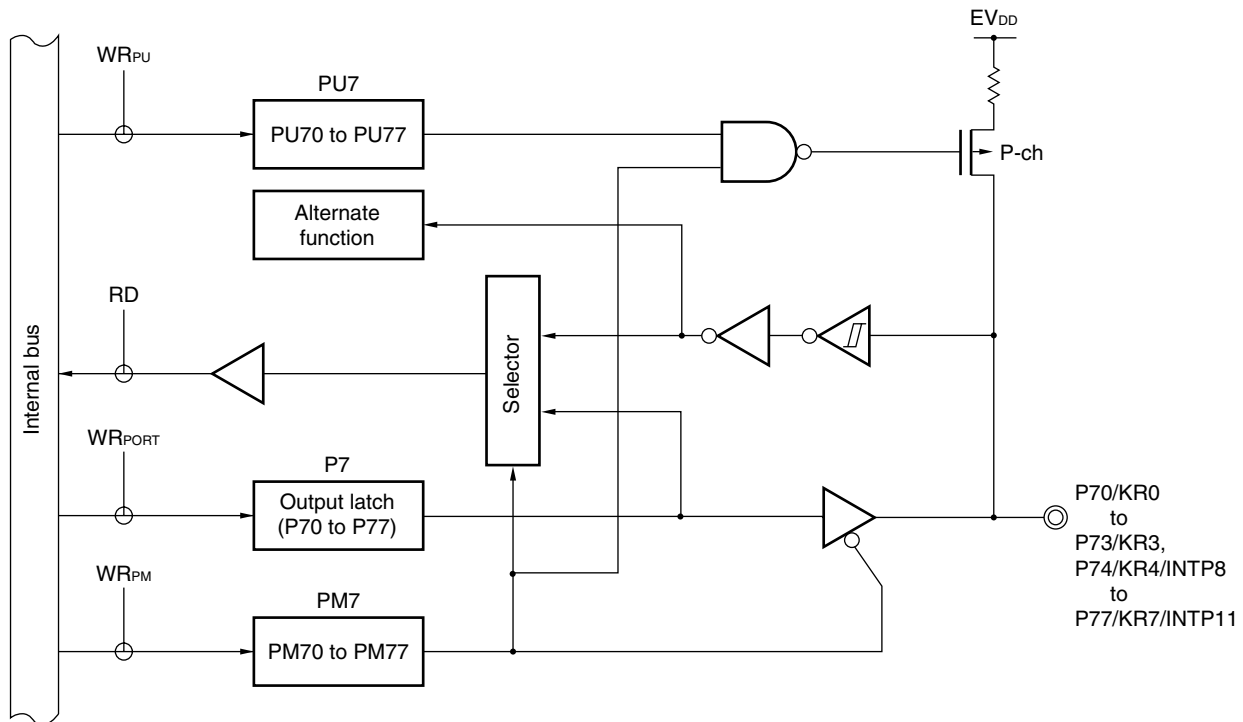 EVDD
WRPU
PU7
PU70 to PU77
P-ch
Alternate
function
RD
Internal bus
Selector
WRPORT
P7
Output latch
(P70 to P77)
P70/KR0
to
P73/KR3,
P74/KR4/INTP8
to
P77/KR7/INTP11
WRPM
PM7
PM70 to PM77